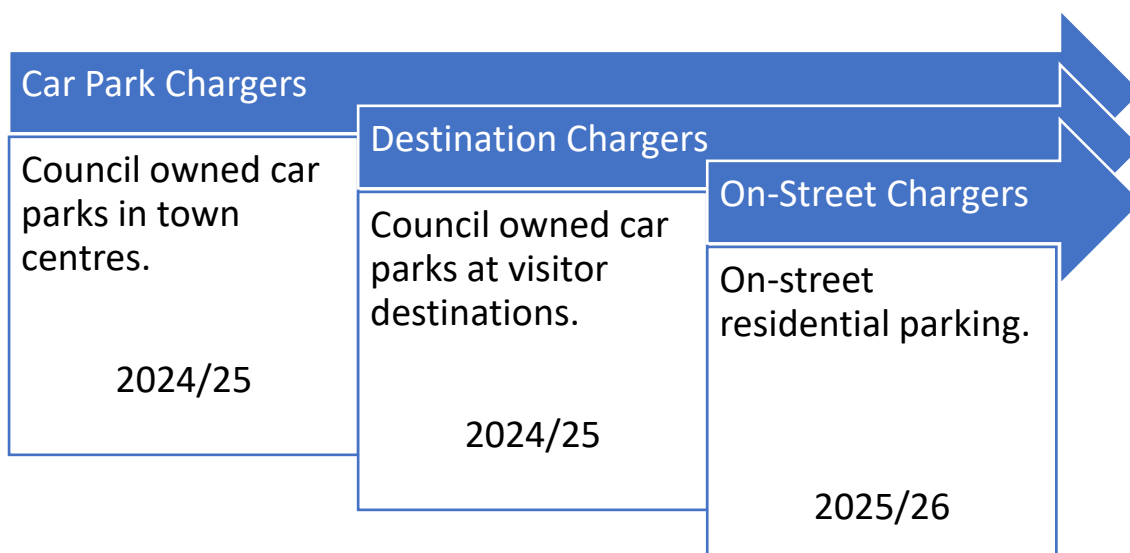 Car Park Chargers
Council owned car
parks in town
centres.
2024/25
Destination Chargers
Council owned car
parks at visitor
destinations.
2024/25
On-Street Chargers
On-street
residential parking.
2025/26